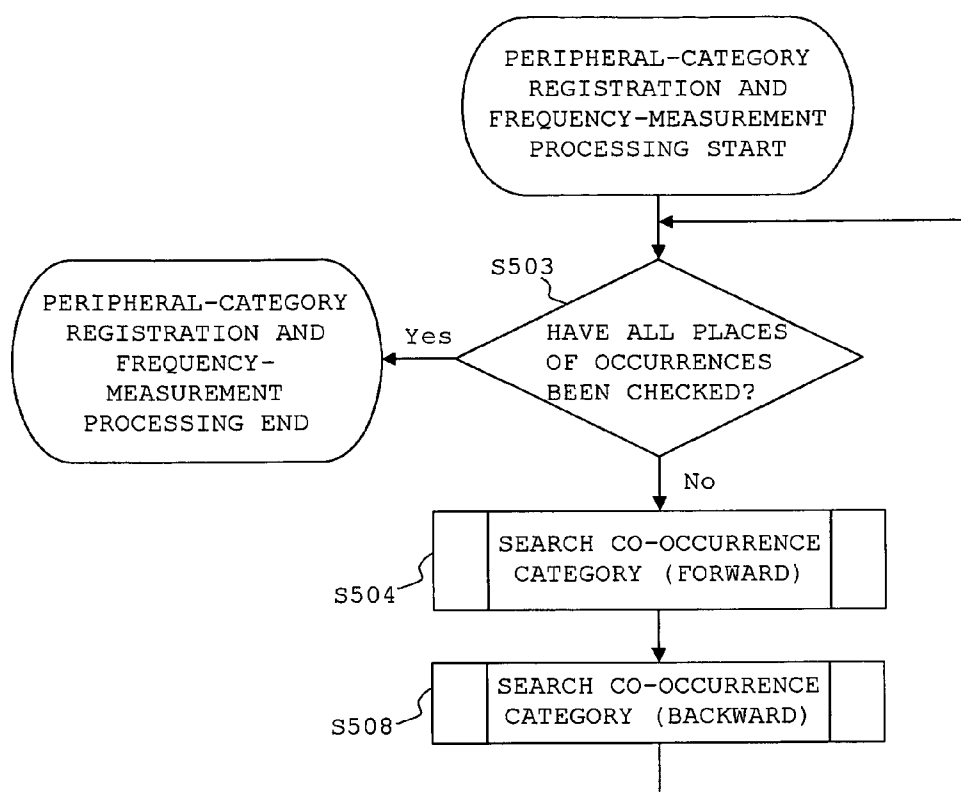 PERIPHERAL-CATEGORY
REGISTRATION AND
FREQUENCY-MEASUREMENT
PROCESSING START
S503
HAVE ALL PLACES
OF OCCURRENCES
BEEN CHECKED?
Yes
PERIPHERAL-CATEGORY
REGISTRATION AND
FREQUENCY-
MEASUREMENT
PROCESSING END
No
SEARCH CO-OCCURRENCE
CATEGORY (FORWARD)
S504
SEARCH CO-OCCURRENCE
CATEGORY (BACKWARD)
S508